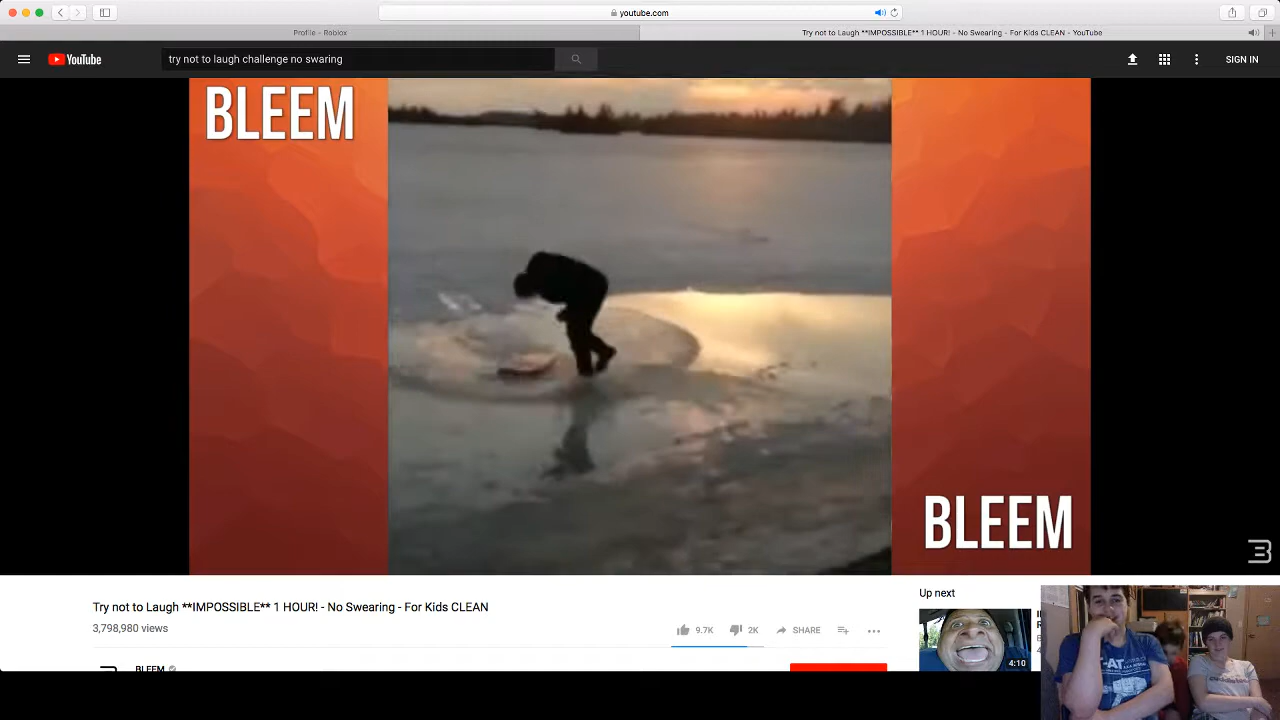 youtube.com
Profile - Roblox
Try not to Laugh **IMPOSSIBLE** 1 HOUR! - No Swearing - For Kids CLEAN - YouTube
YouTube
try not to laugh challenge no swaring
SIGN IN
BLEEM
BLEEM
Try not to Laugh **IMPOSSIBLE** 1 HOUR! - No Swearing - For Kids CLEAN
3,798,980 views
9.7K
2K
SHARE
BLEEM
Up next
4:10